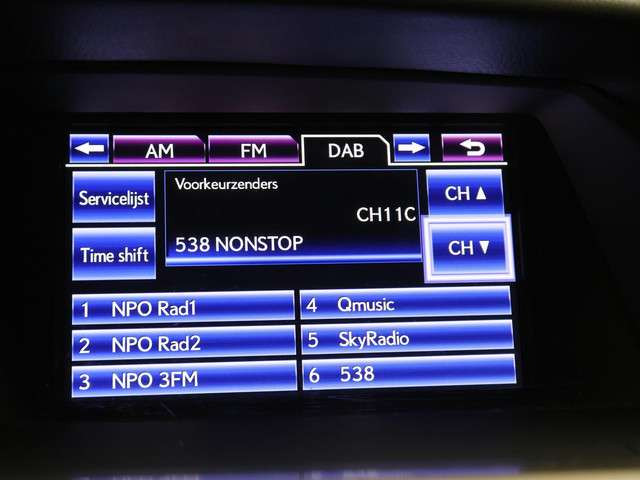 AM FM DAB
Servicelijst
Voorkeurzenders
CH ▲
CH11C
Time shift
538 NONSTOP
CH ▼
1 NPO Rad1
4 Qmusic
2 NPO Rad2
5 SkyRadio
3 NPO 3FM
6 538